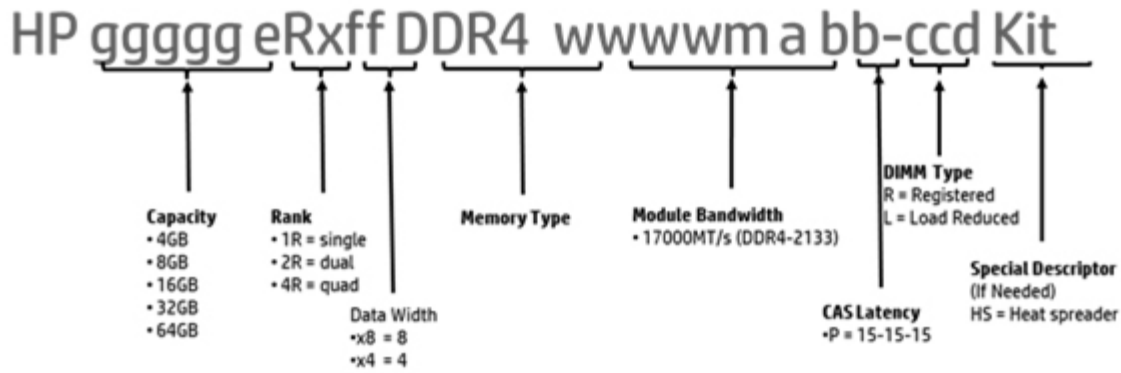 HP ggggg eRxff DDR4 wwwwm a bb-ccd Kit
Capacity
• 4GB
• 8GB
• 16GB
• 32GB
• 64GB
Rank
• 1R = single
• 2R = dual
• 4R = quad
Data Width
•x8 = 8
•x4 = 4
Memory Type
Module Bandwidth
• 17000MT/s (DDR4-2133)
CAS Latency
•P = 15-15-15
DIMM Type
R = Registered
L = Load Reduced
Special Descriptor
(If Needed)
HS = Heat spreader